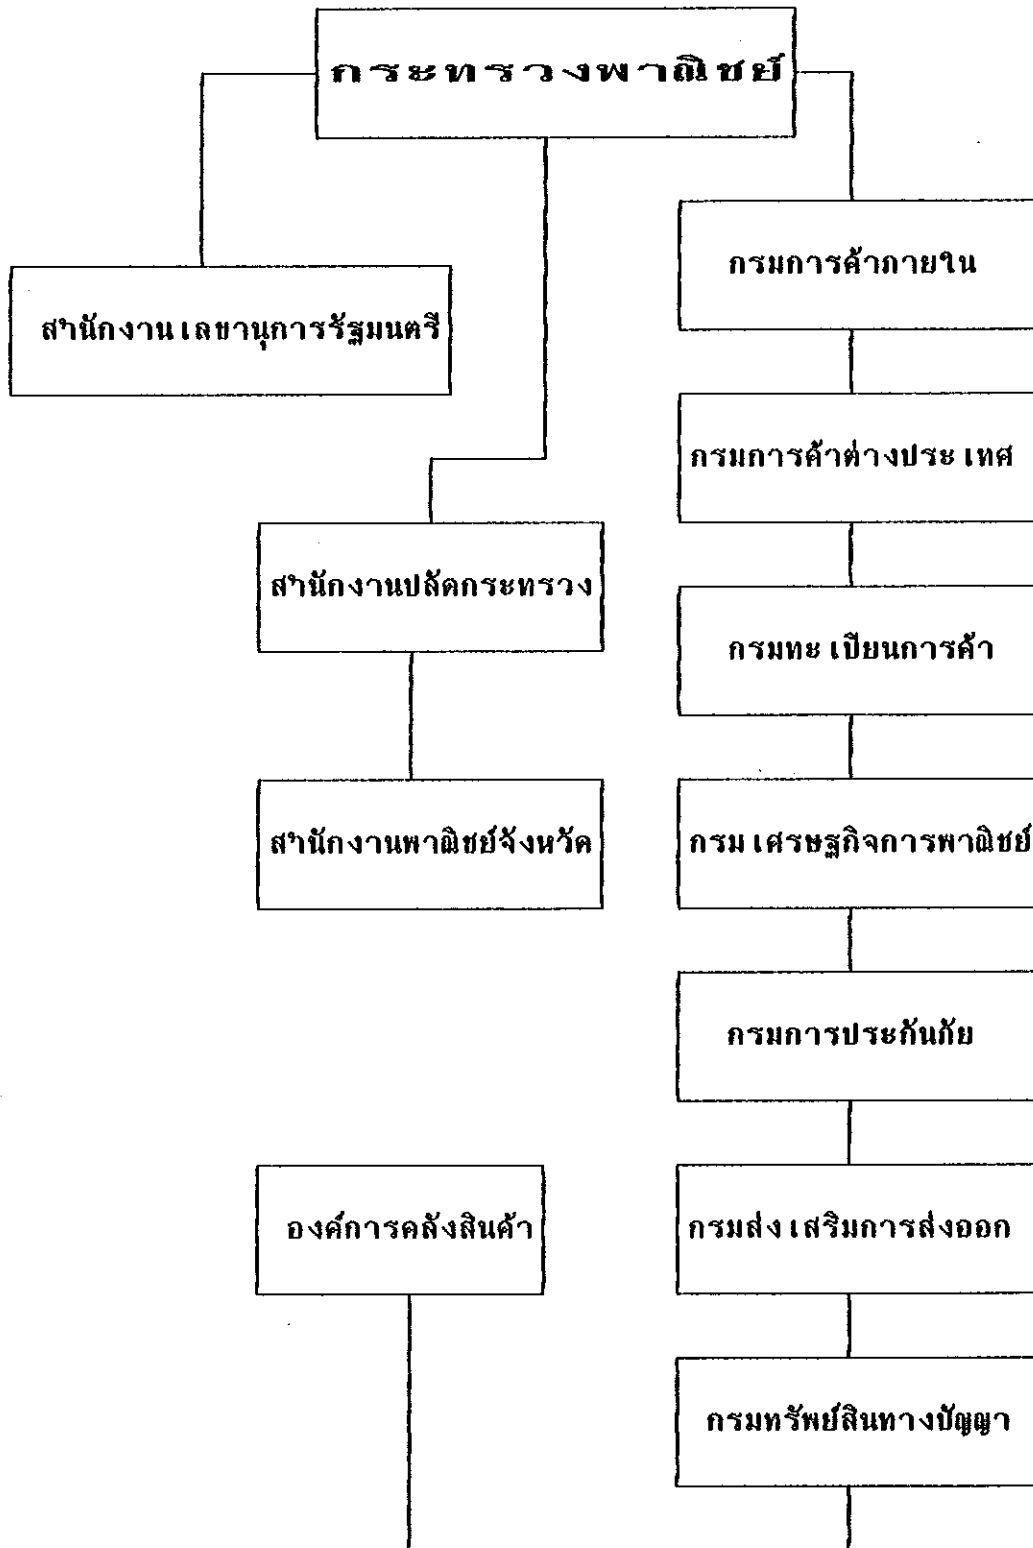 กระทรวงพาณิชย์
สำนักงานเลขานุการรัฐมนตรี
สำนักงานปลัดกระทรวง
สำนักงานพาณิชย์จังหวัด
องค์การคลังสินค้า
กรมการค้าภายใน
กรมการค้าต่างประเทศ
กรมทะเบียนการค้า
กรมเศรษฐกิจการพาณิชย์
กรมการประกันภัย
กรมส่งเสริมการส่งออก
กรมทรัพย์สินทางปัญญา